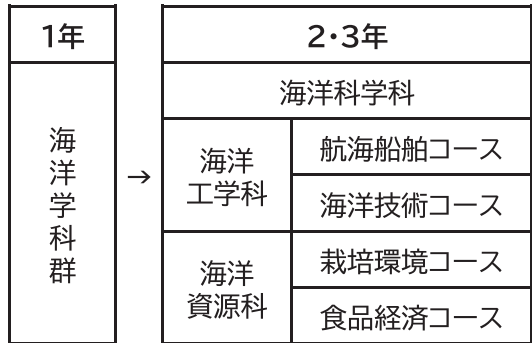 1年
海洋学科群
→
2・3年
海洋科学科
海洋
工学科
航海船舶コース
海洋技術コース
海洋
資源科
栽培環境コース
食品経済コース